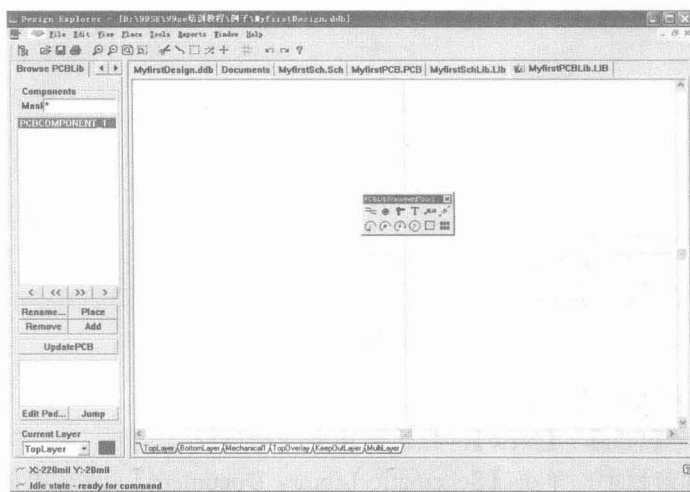 Design Explorer - [D:\99SE\99se培训教程\例子\MyfirstDesign.ddb]
File Edit View Place Tools Reports Window Help
Browse PCBLib
MyfirstDesign.ddb Documents MyfirstSch.Sch MyfirstPCB.PCB MyfirstSchLib.Lib MyfirstPCBLib.LIB
Components
Mask *
PCBCOMPONENT_1
PCBLibPlacementTools
T
< << >> >
Rename... Place
Remove Add
UpdatePCB
Edit Pad... Jump
Current Layer
TopLayer
TopLayer BottomLayer Mechanical1 TopOverlay KeepOutLayer MultiLayer
X:-220mil Y:-20mil
Idle state - ready for command